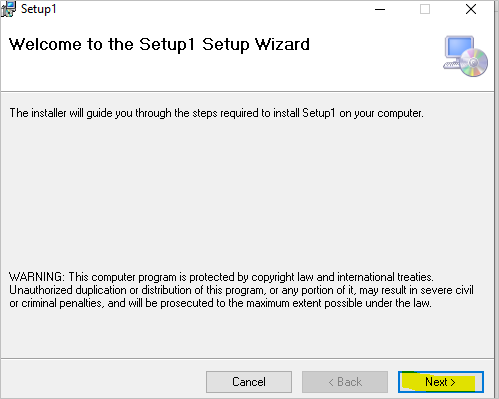 Setup1
Welcome to the Setup1 Setup Wizard
The installer will guide you through the steps required to install Setup1 on your computer.
WARNING: This computer program is protected by copyright law and international treaties.
Unauthorized duplication or distribution of this program, or any portion of it, may result in severe civil
or criminal penalties, and will be prosecuted to the maximum extent possible under the law.
Cancel
< Back
Next >